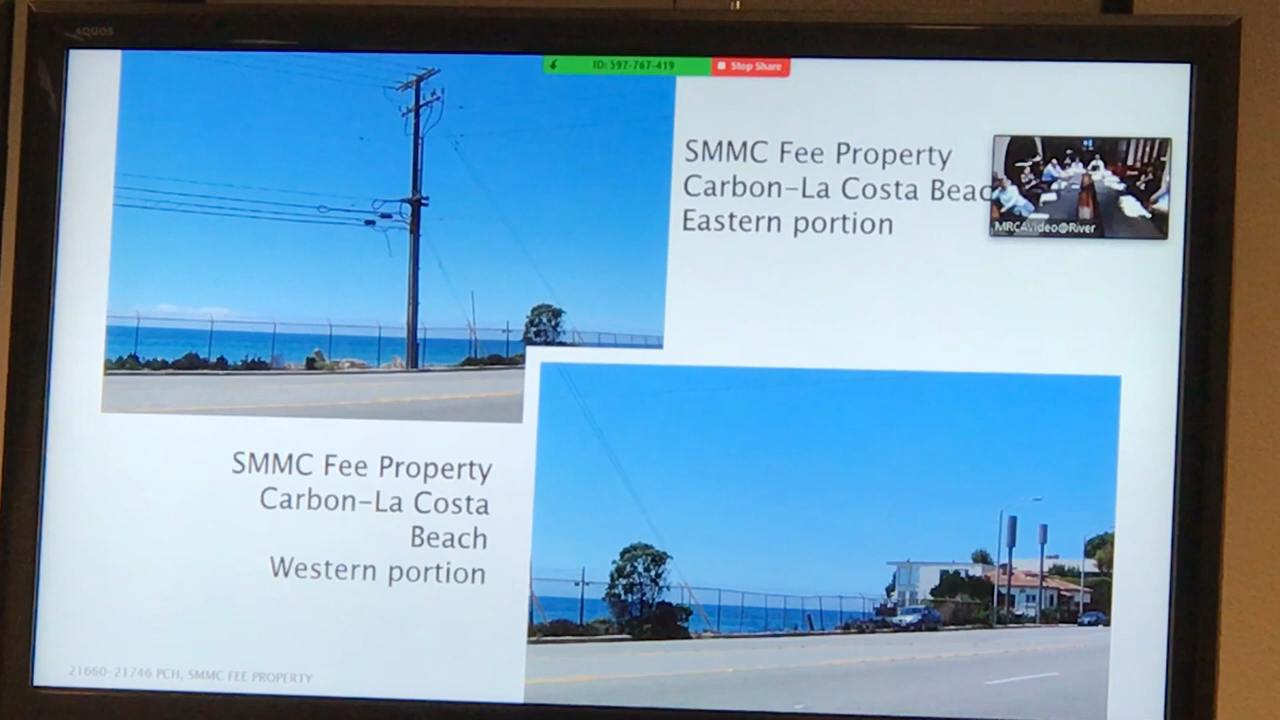 AQUOS
ID: 597-767-419
Stop Share
SMMC Fee Property
Carbon-La Costa Beac
Eastern portion
MRCAVideo@River
SMMC Fee Property
Carbon-La Costa
Beach
Western portion
21660-21746 PCH, SMMC FEE PROPERTY